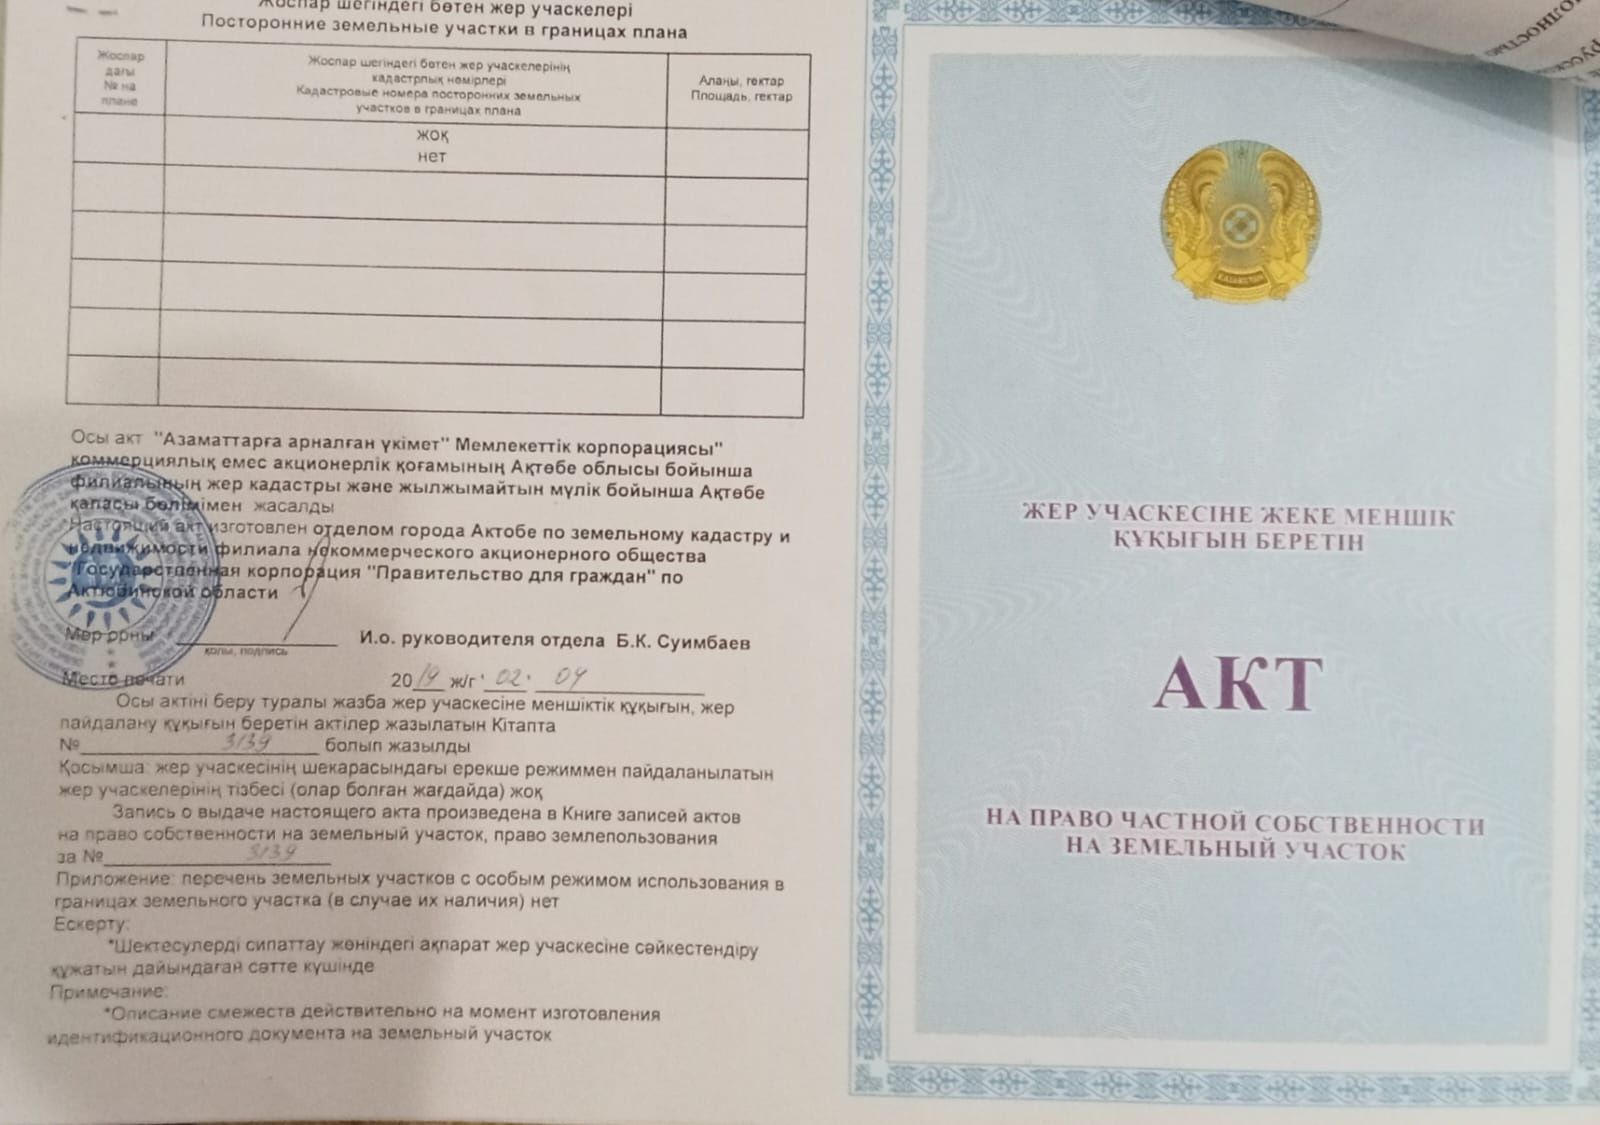 Жоспар шегіндегі бөтен жер учаскелері
Посторонние земельные участки в границах плана
Жоспар
дағы
№ на
плане
Жоспар шегіндегі бөтен жер учаскелерінің
кадастрлық нөмірлері
Кадастровые номера посторонних земельных
участков в границах плана
Алаңы, гектар
Площадь, гектар
жоқ
нет
Осы акт "Азаматтарға арналған үкімет" Мемлекеттік корпорациясы"
коммерциялық емес акционерлік қоғамының Ақтөбе облысы бойынша
филиалының жер кадастры және жылжымайтын мүлік бойынша Ақтөбе
қаласы бөлімімен жасалды
Настоящий акт изготовлен отделом города Актобе по земельному кадастру и
недвижимости филиала некоммерческого акционерного общества
"Государственная корпорация "Правительство для граждан" по
Актюбинской области
Мөр орны
қолы, подпись
И.о. руководителя отдела Б.К. Суимбаев
Место печати
2019 ж/г 02. 04
Осы актіні беру туралы жазба жер учаскесіне меншіктік құқығын, жер
пайдалану құқығын беретін актілер жазылатын Кітапта
№ 3139 болып жазылды
Қосымша: жер учаскесінің шекарасындағы ерекше режиммен пайдаланылатын
жер учаскелерінің тізбесі (олар болған жағдайда) жоқ
Запись о выдаче настоящего акта произведена в Книге записей актов
на право собственности на земельный участок, право землепользования
за № 3139
Приложение: перечень земельных участков с особым режимом использования в
границах земельного участка (в случае их наличия) нет
Ескерту:
*Шектесулерді сипаттау жөніндегі ақпарат жер учаскесіне сәйкестендіру
құжатын дайындаған сәтте күшінде
Примечание:
*Описание смежеств действительно на момент изготовления
идентификационного документа на земельный участок
ҚАЗАҚСТАН
ЖЕР УЧАСКЕСІНЕ ЖЕКЕ МЕНШІК
ҚҰҚЫҒЫН БЕРЕТІН
АКТ
НА ПРАВО ЧАСТНОЙ СОБСТВЕННОСТИ
НА ЗЕМЕЛЬНЫЙ УЧАСТОК